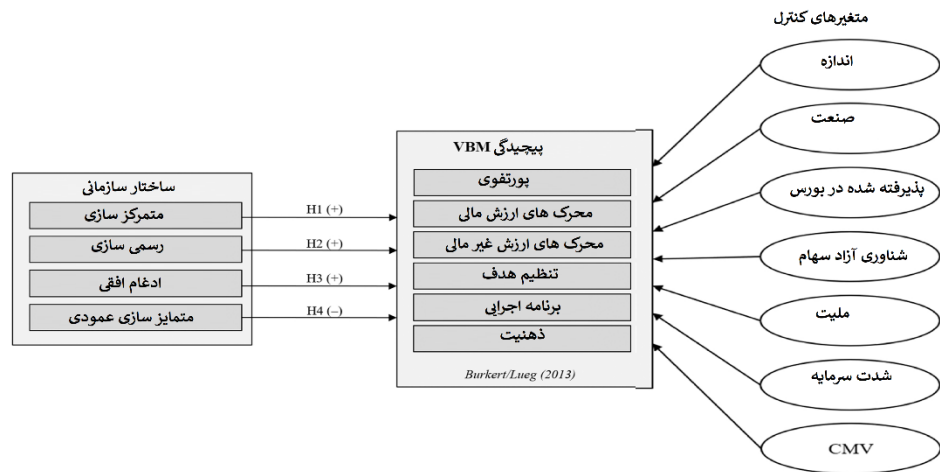 متغیرهای کنترل
اندازه
صنعت
پذیرفته شده در بورس
شناوری آزاد سهام
ملیت
شدت سرمایه
CMV
پیچیدگی VBM
پورتفوی
محرک های ارزش مالی
محرک های ارزش غیر مالی
تنظیم هدف
برنامه اجرایی
ذهنیت
Burkert/Lueg (2013)
H1 (+)
H2 (+)
H3 (+)
H4 (–)
ساختار سازمانی
متمرکز سازی
رسمی سازی
ادغام افقی
متمایز سازی عمودی